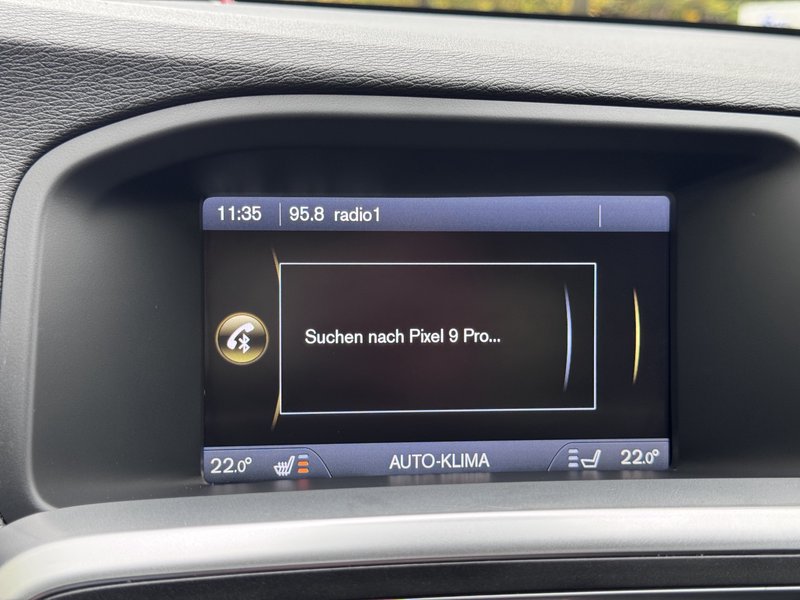 11:35 95.8 radio1
Suchen nach Pixel 9 Pro...
22.0° AUTO-KLIMA 22.0°